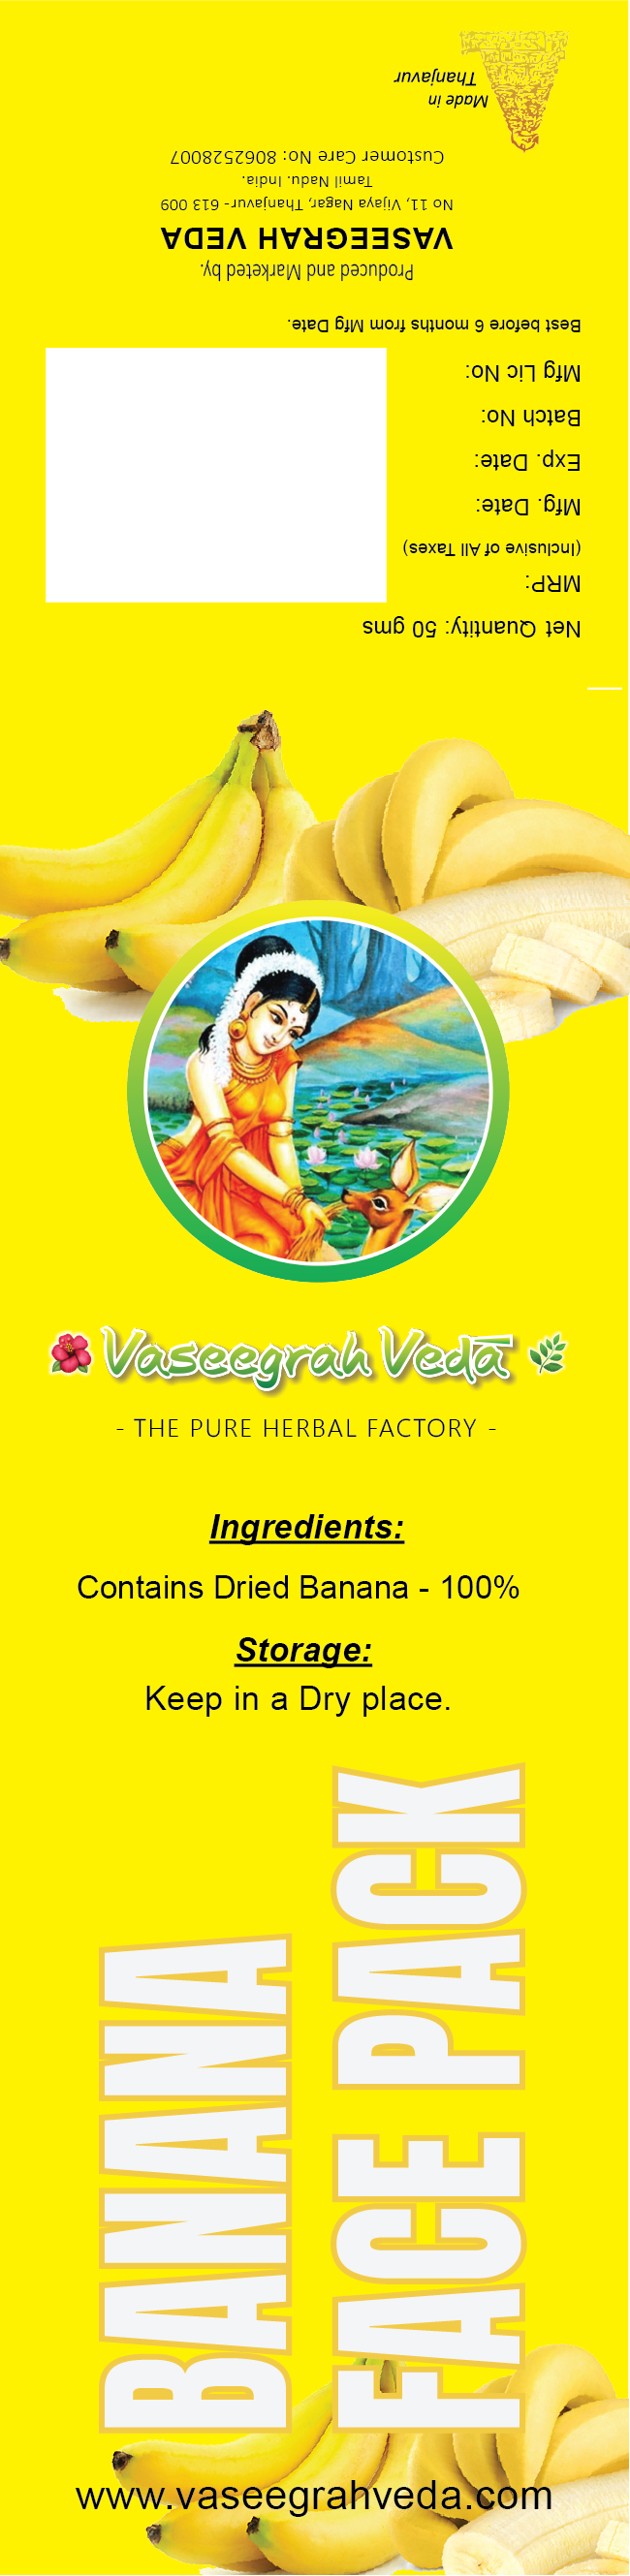 Net Quantity: 50 gms
MRP:
(Inclusive of All Taxes)
Mfg. Date:
Exp. Date:
Batch No:
Mfg Lic No:
Best before 6 months from Mfg Date.
Produced and Marketed by.
VASEEGRAH VEDA
No 11, Vijaya Nagar, Thanjavur- 613 009
Tamil Nadu. India.
Customer Care No: 8062528007
Made in
Thanjavur
Vaseegrah Veda
- THE PURE HERBAL FACTORY -
Ingredients:
Contains Dried Banana - 100%
Storage:
Keep in a Dry place.
BANANA
FACE PACK
www.vaseegrahveda.com